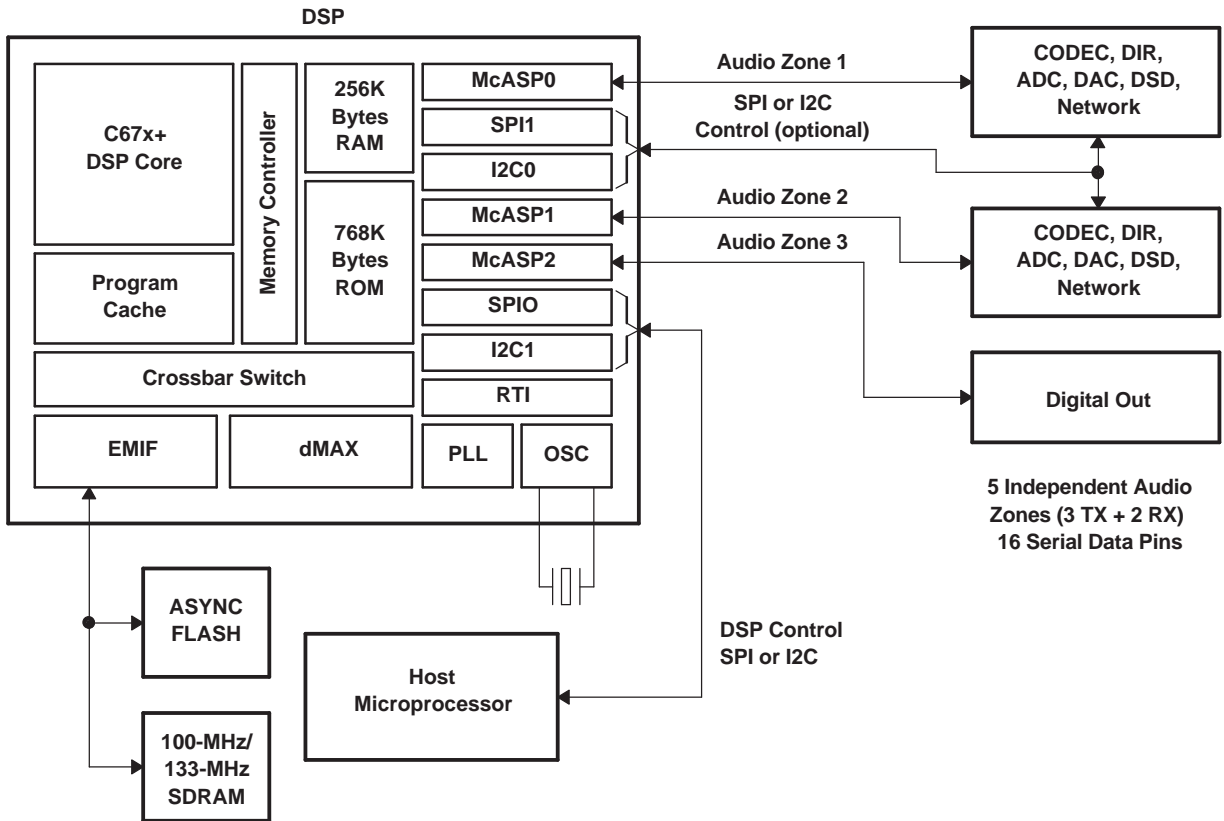 DSP
C67x+
DSP Core
Program
Cache
Memory Controller
256K
Bytes
RAM
768K
Bytes
ROM
McASP0
SPI1
I2C0
McASP1
McASP2
SPIO
I2C1
RTI
PLL
OSC
Crossbar Switch
EMIF
dMAX
Audio Zone 1
SPI or I2C
Control (optional)
Audio Zone 2
Audio Zone 3
CODEC, DIR,
ADC, DAC, DSD,
Network
CODEC, DIR,
ADC, DAC, DSD,
Network
Digital Out
5 Independent Audio
Zones (3 TX + 2 RX)
16 Serial Data Pins
ASYNC
FLASH
100-MHz/
133-MHz
SDRAM
Host
Microprocessor
DSP Control
SPI or I2C